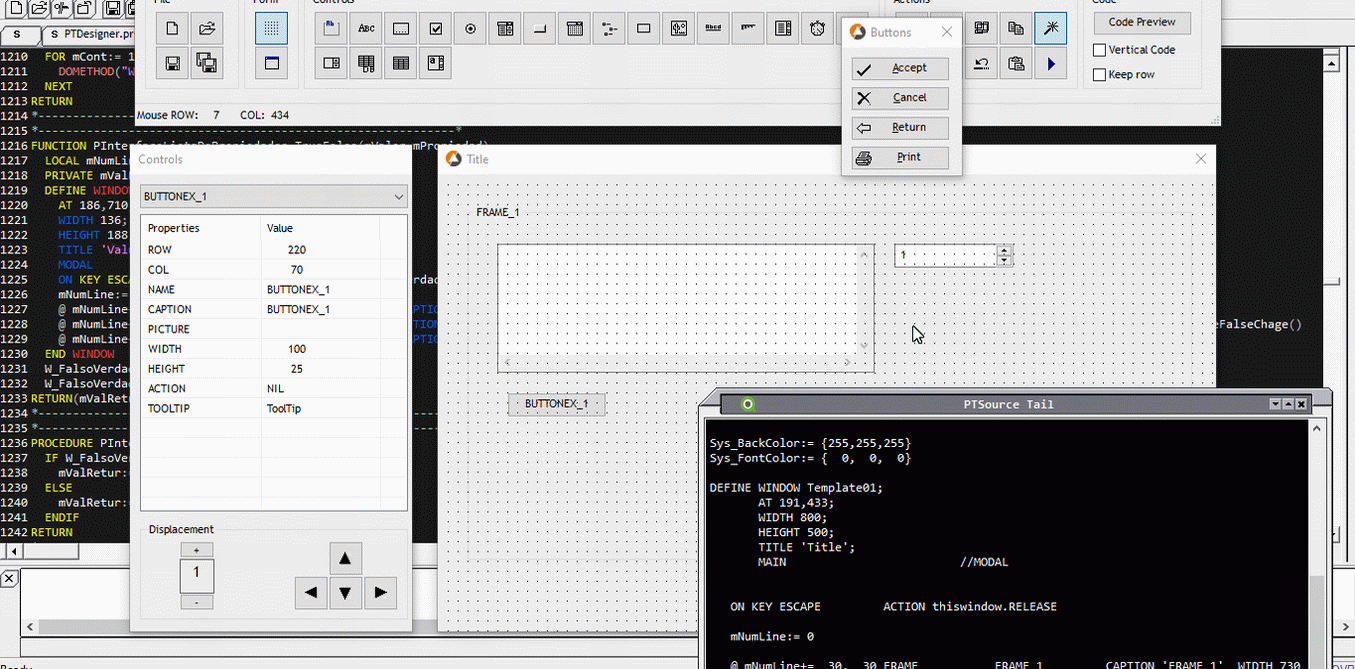 File
Form
Controls
Actions
Code
ABC
Code Preview
Vertical Code
Keep row
Mouse ROW: 7 COL: 434
Buttons
Accept
Cancel
Return
Print
S
S PTDesigner.pr
1210 FOR mCont:= 1
1211 DOMETHOD("W
1212 NEXT
1213 RETURN
1214 *
1215 *
1216 FUNCTION
1217 LOCAL mNumLin
1218 PRIVATE mVal
1219 DEFINE WINDO
1220 AT 186,710
1221 WIDTH 136;
1222 HEIGHT 188
1223 TITLE 'Val
1224 MODAL
1225 ON KEY ESCA
1226 mNumLine:=
1227 @ mNumLine
1228 @ mNumLine
1229 @ mNumLine
1230 END WINDOW
1231 W_FalsoVerda
1232 W_FalsoVerda
1233 RETURN(mValRetur
1234 *
1235 *
1236 PROCEDURE PInte
1237 IF W_FalsoVe
1238 mValRetur:
1239 ELSE
1240 mValRetur:
1241 ENDIF
1242 RETURN
eFalseChage()
Controls
BUTTONEX_1
Properties Value
ROW 220
COL 70
NAME BUTTONEX_1
CAPTION BUTTONEX_1
PICTURE
WIDTH 100
HEIGHT 25
ACTION NIL
TOOLTIP ToolTip
Displacement
+
1
-
Title
FRAME_1
1
BUTTONEX_1
PTSource Tail
Sys_BackColor:= {255,255,255}
Sys_FontColor:= { 0, 0, 0}
DEFINE WINDOW Template01;
AT 191,433;
WIDTH 800;
HEIGHT 500;
TITLE 'Title';
MAIN //MODAL
ON KEY ESCAPE ACTION thiswindow.RELEASE
mNumLine:= 0
@ mNumLine+= 30, 30 FRAME FRAME_1 CAPTION 'FRAME_1' WIDTH 730